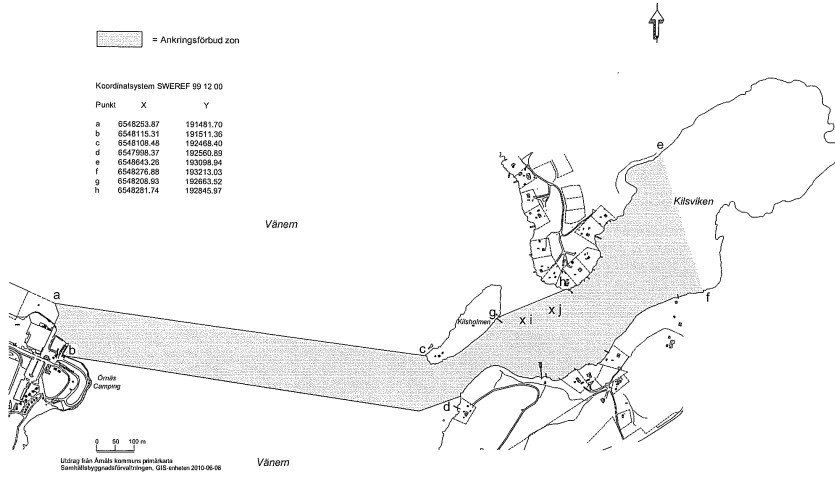 = Ankringsförbud zon
Koordinatsystem SWEREF 99 12 00
Punkt X Y
a 6548253.87 191481.70
b 6548115.31 191511.36
c 6548108.48 192468.40
d 6547998.37 192560.89
e 6548643.26 193098.94
f 6548276.88 193213.03
g 6548208.93 192663.52
h 6548281.74 192845.97
e
Kilsviken
Vänern
a
h
f
g
Kilsholmen
x i
x j
c
b
Örnäs
Camping
d
0 50 100 m
Utdrag från Åmåls kommuns primärkarta
Samhällsbyggnadsförvaltningen, GIS-enheten 2010-06-08
Vänern